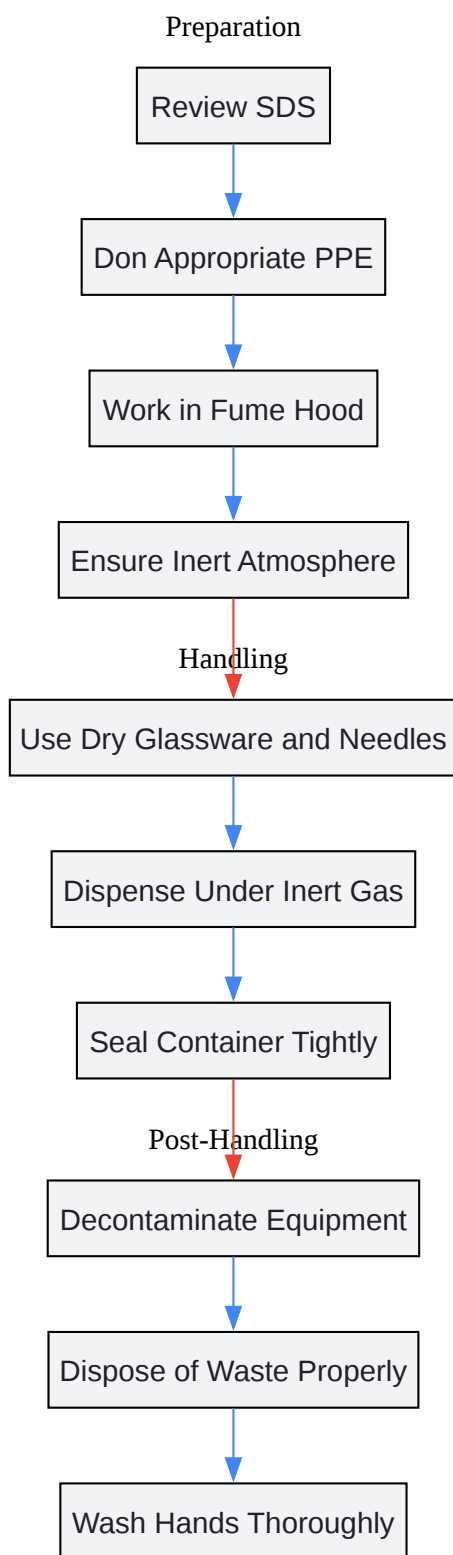 Preparation
Review SDS
Don Appropriate PPE
Work in Fume Hood
Ensure Inert Atmosphere
Handling
Use Dry Glassware and Needles
Dispense Under Inert Gas
Seal Container Tightly
Post-Handling
Decontaminate Equipment
Dispose of Waste Properly
Wash Hands Thoroughly